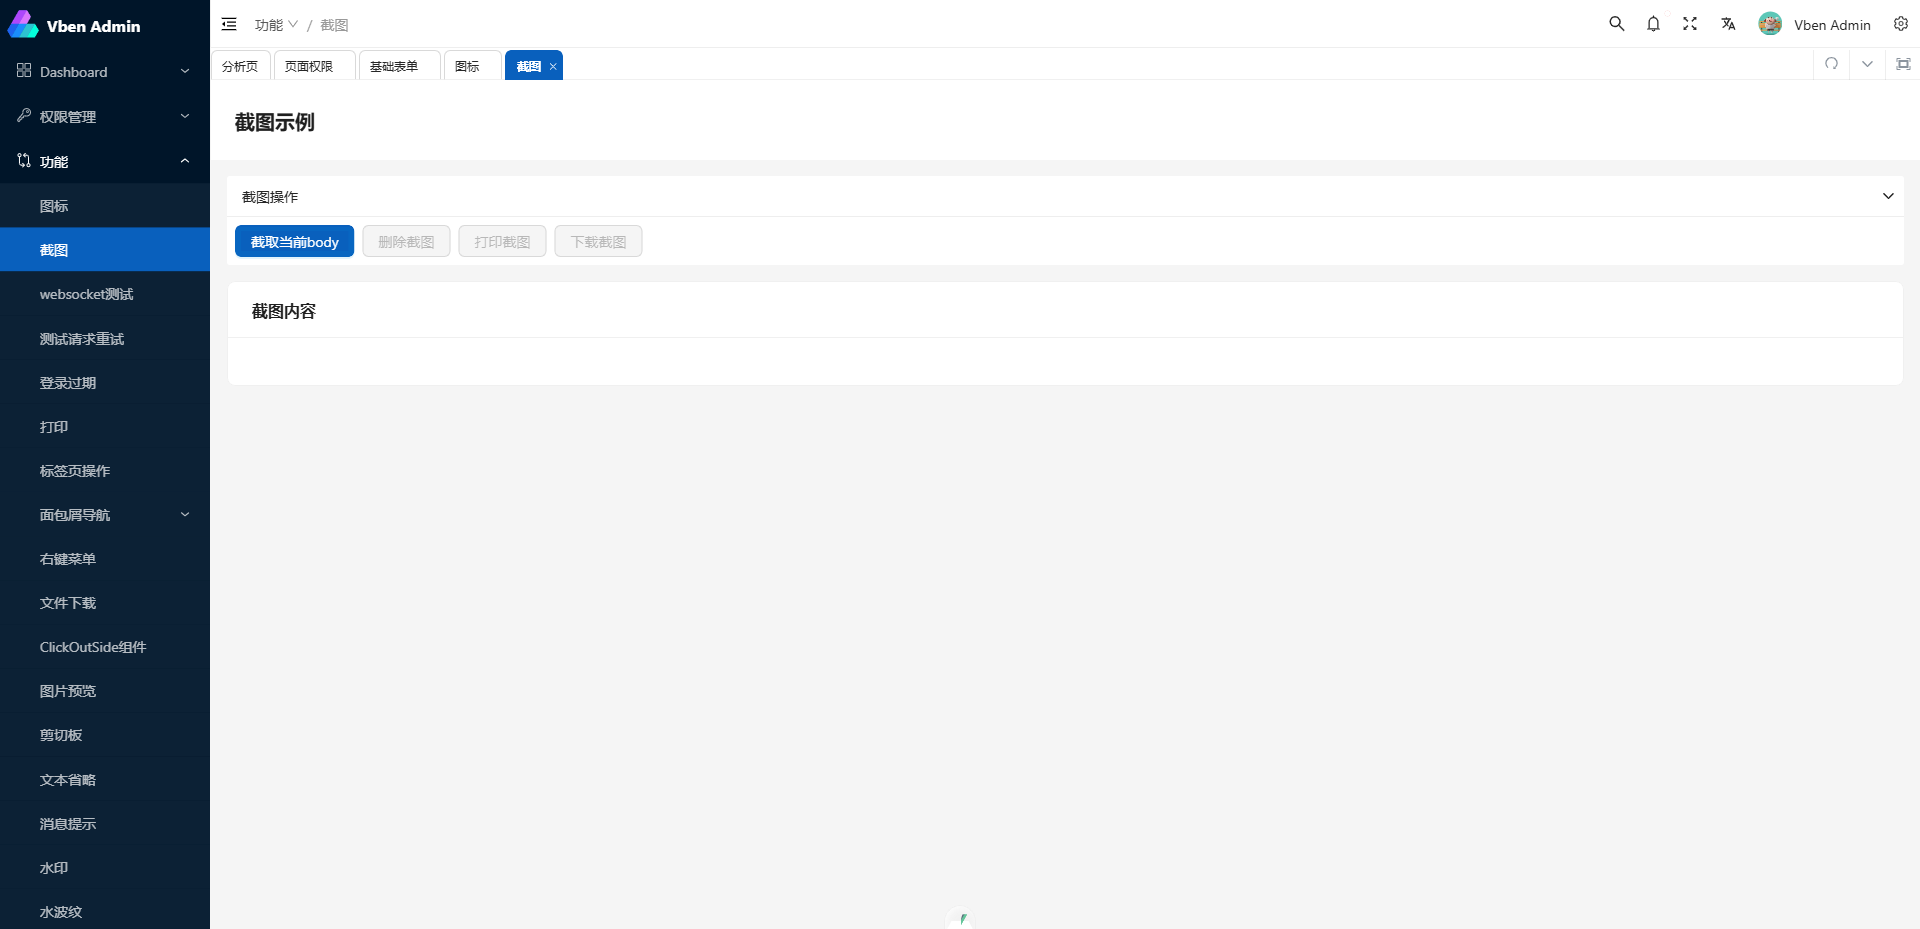 Vben Admin
Dashboard
权限管理
功能
图标
截图
websocket测试
测试请求重试
登录过期
打印
标签页操作
面包屑导航
右键菜单
文件下载
ClickOutSide组件
图片预览
剪切板
文本省略
消息提示
水印
水波纹
功能 / 截图
Vben Admin
分析页 页面权限 基础表单 图标 截图
截图示例
截图操作
截取当前body 删除截图 打印截图 下载截图
截图内容